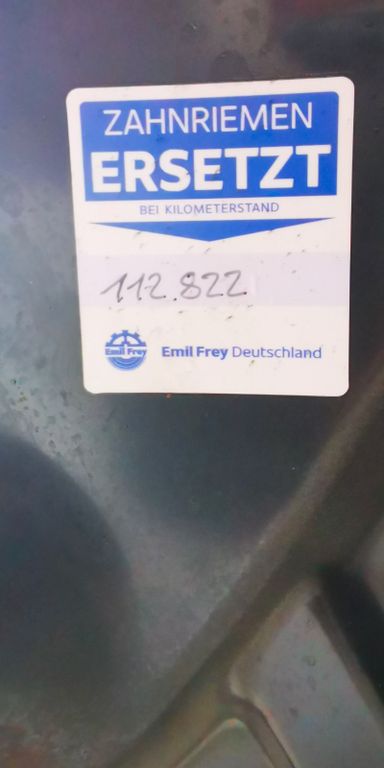 ZAHNRIEMEN
ERSETZT
BEI KILOMETERSTAND
112.822
Emil Frey
Emil Frey Deutschland